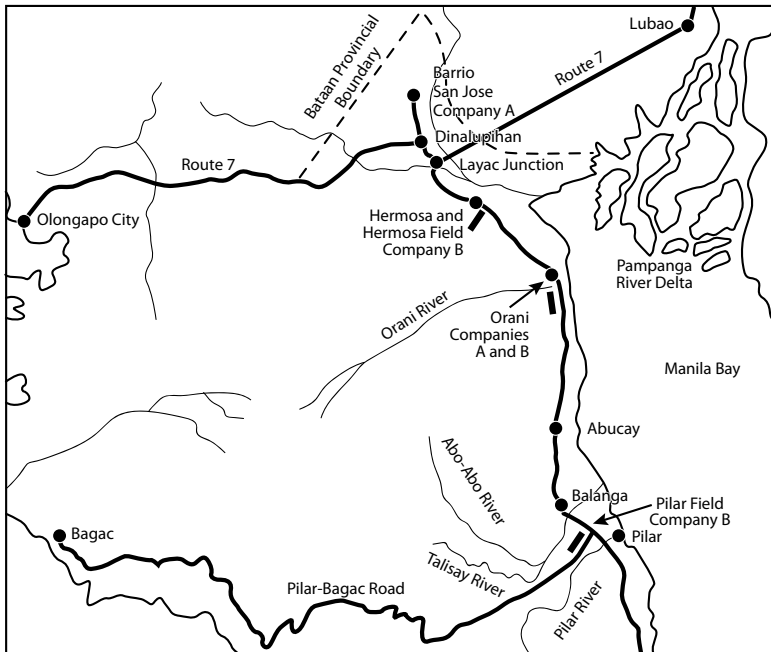 Lubao
Bataan Provincial
Boundary
Route 7
Barrio
San Jose
Company A
Dinalupihan
Route 7
Layac Junction
Olongapo City
Hermosa and
Hermosa Field
Company B
Pampanga
River Delta
Orani River
Orani
Companies
A and B
Manila Bay
Abucay
Abo-Abo River
Balanga
Pilar Field
Company B
Bagac
Pilar
Talisay River
Pilar-Bagac Road
Pilar River